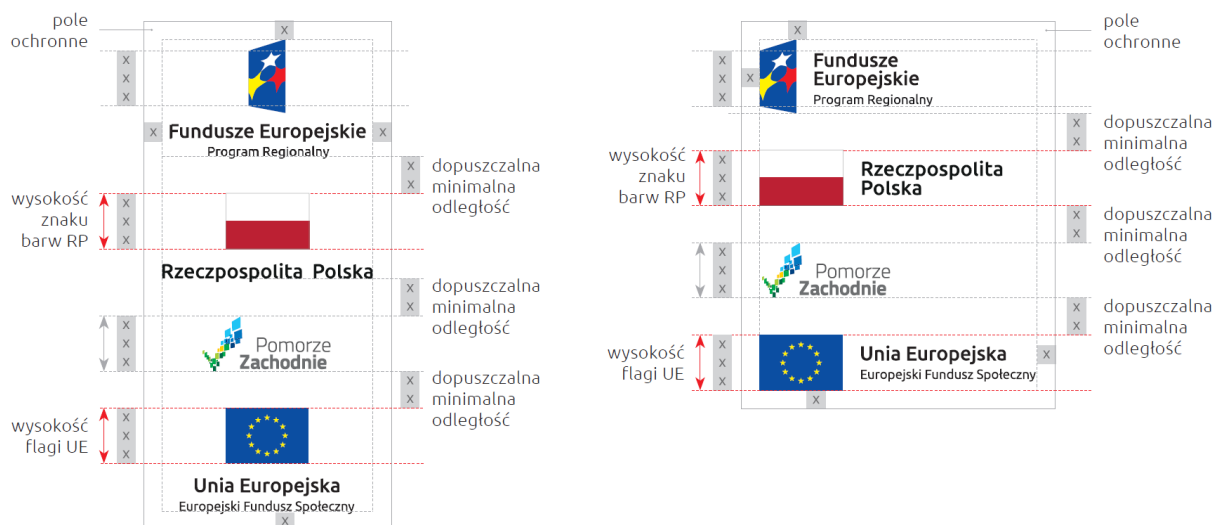 pole
ochronne
x
x
x
x
x
x
Fundusze Europejskie
Program Regionalny
x
x
dopuszczalna
minimalna
odległość
wysokość
znaku
barw RP
x
x
x
Rzeczpospolita Polska
x
x
dopuszczalna
minimalna
odległość
x
x
x
Pomorze
Zachodnie
x
x
dopuszczalna
minimalna
odległość
wysokość
flagi UE
x
x
x
Unia Europejska
Europejski Fundusz Społeczny
x
x
pole
ochronne
x
x
x
x
Fundusze
Europejskie
Program Regionalny
x
x
dopuszczalna
minimalna
odległość
wysokość
znaku
barw RP
x
x
x
Rzeczpospolita
Polska
x
x
dopuszczalna
minimalna
odległość
x
x
x
Pomorze
Zachodnie
x
x
dopuszczalna
minimalna
odległość
wysokość
flagi UE
x
x
x
Unia Europejska
Europejski Fundusz Społeczny
x
x